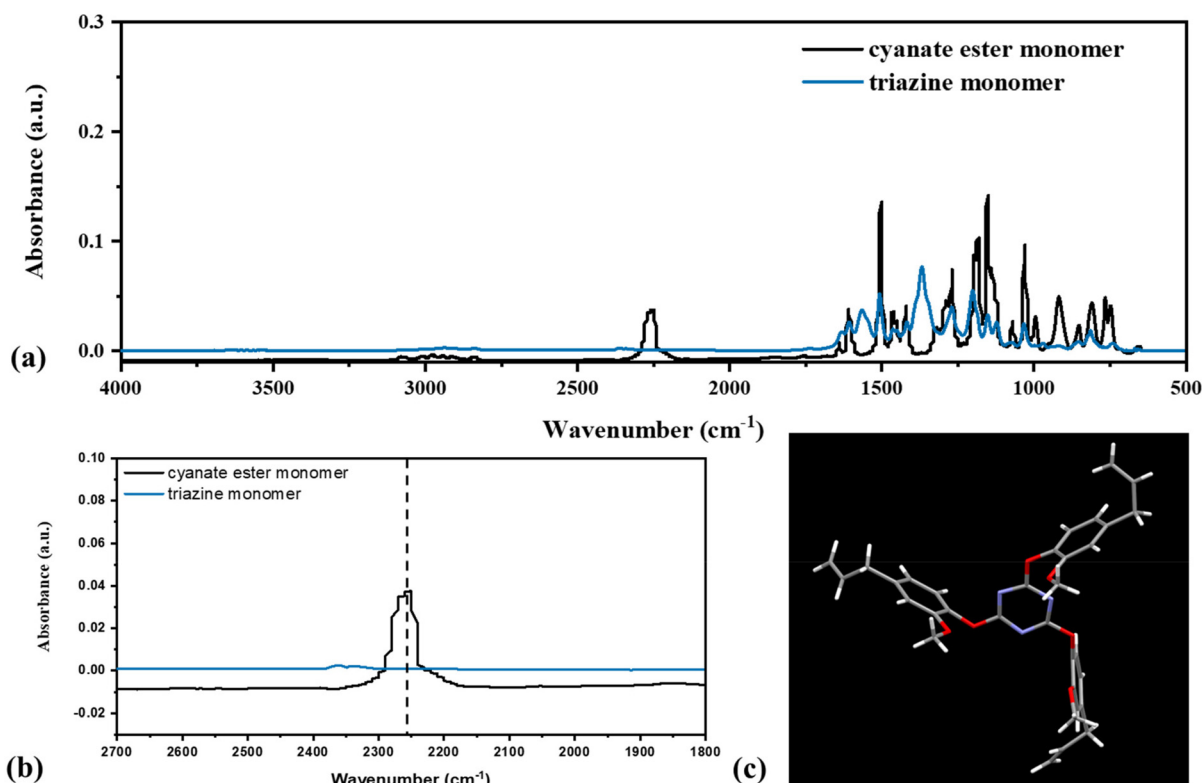 0.3
cyanate ester monomer
triazine monomer
0.2
Absorbance (a.u.)
0.1
0.0
(a)
4000 3500 3000 2500 2000 1500 1000 500
Wavenumber (cm-1)
0.10
cyanate ester monomer
triazine monomer
0.08
0.06
Absorbance (a.u.)
0.04
0.02
0.00
-0.02
2700 2600 2500 2400 2300 2200 2100 2000 1900 1800
(b)
Wavenumber (cm-1)
(c)